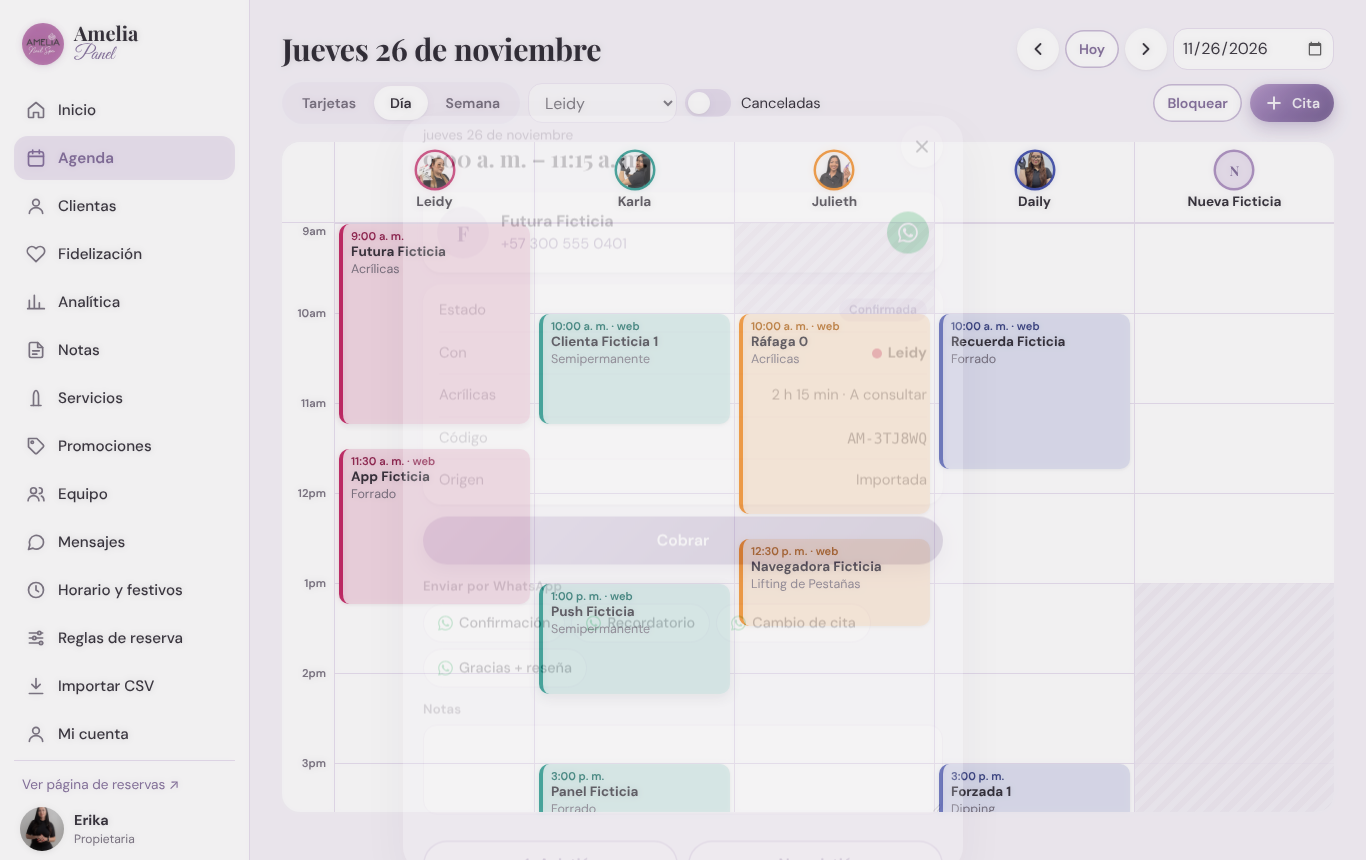 Amelia
Panel
Inicio
Agenda
Clientas
Fidelización
Analítica
Notas
Servicios
Promociones
Equipo
Mensajes
Horario y festivos
Reglas de reserva
Importar CSV
Mi cuenta
Ver página de reservas ↗
Erika
Propietaria
Jueves 26 de noviembre
Hoy
11/26/2026
Tarjetas
Día
Semana
Leidy
Canceladas
Bloquear
+ Cita
Leidy
Karla
Julieth
Daily
N
Nueva Ficticia
9am
10am
11am
12pm
1pm
2pm
3pm
9:00 a. m.
Futura Ficticia
Acrílicas
11:30 a. m. · web
App Ficticia
Forrado
10:00 a. m. · web
Clienta Ficticia 1
Semipermanente
1:00 p. m. · web
Push Ficticia
Semipermanente
3:00 p. m.
Panel Ficticia
Forrado
10:00 a. m. · web
Ráfaga 0
Acrílicas
12:30 p. m. · web
Navegadora Ficticia
Lifting de Pestañas
10:00 a. m. · web
Recuerda Ficticia
Forrado
3:00 p. m.
Forzada 1
Dipping
jueves 26 de noviembre
9:00 a. m. – 11:15 a. m.
F
Futura Ficticia
+57 300 555 0401
Estado
Confirmada
Con
Leidy
Acrílicas
2 h 15 min · A consultar
Código
AM-3TJ8WQ
Origen
Importada
Cobrar
Enviar por WhatsApp
Confirmación
Recordatorio
Cambio de cita
Gracias + reseña
Notas